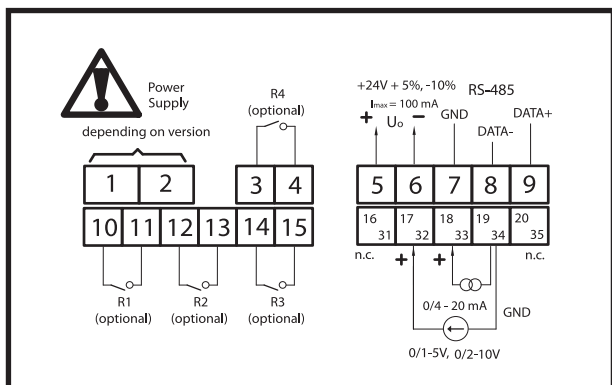 Power
Supply
depending on version
R4
(optional)
1 2 3 4
10 11 12 13 14 15
R1
(optional)
R2
(optional)
R3
(optional)
+24V + 5%, -10%
Imax = 100 mA
+ Uo −
RS-485
GND
DATA-
DATA+
5 6 7 8 9
16 17 18 19 20
31 32 33 34 35
n.c. + + n.c.
0/4 - 20 mA
GND
0/1-5V, 0/2-10V